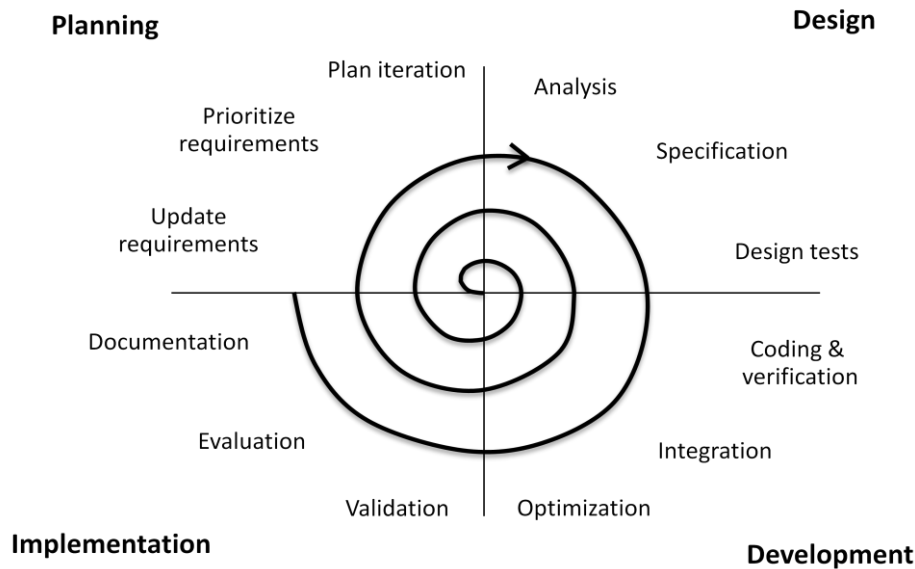 Planning
Design
Plan iteration
Analysis
Prioritize
requirements
Specification
Update
requirements
Design tests
Documentation
Coding &
verification
Evaluation
Integration
Validation
Optimization
Implementation
Development